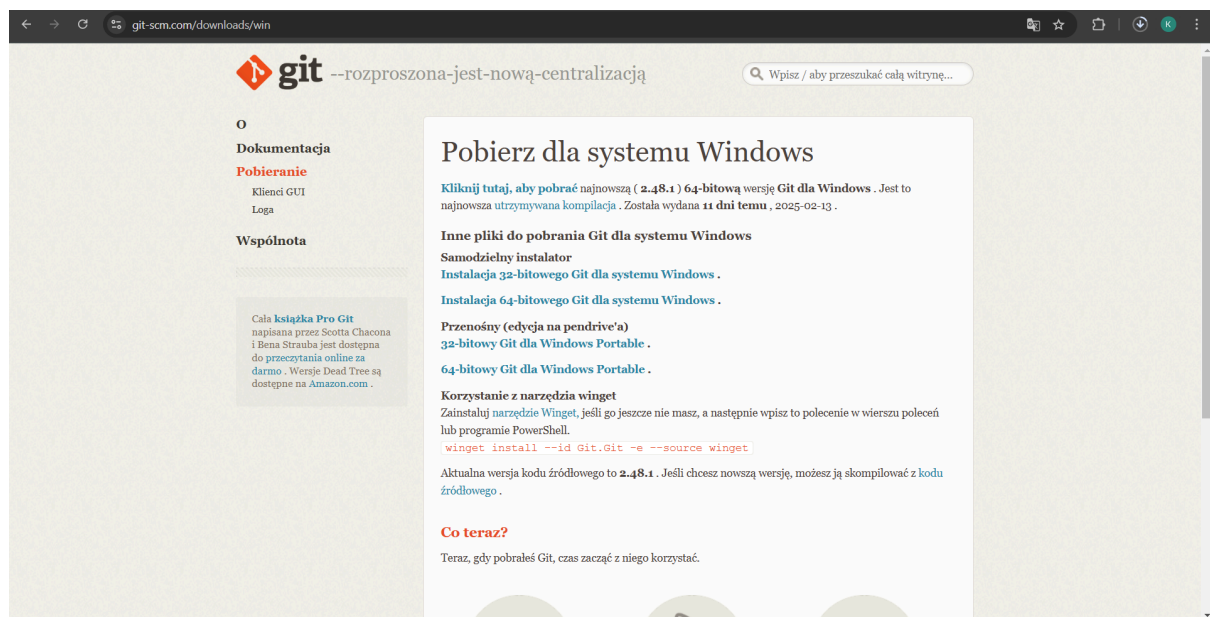 git-scm.com/downloads/win
K
git --rozproszona-jest-nową-centralizacją
Wpisz / aby przeszukać całą witrynę...
O
Dokumentacja
Pobieranie
Klienci GUI
Loga
Wspólnota
Cała książka Pro Git
napisana przez Scotta Chacona
i Bena Strauba jest dostępna
do przeczytania online za
darmo . Wersje Dead Tree są
dostępne na Amazon.com .
Pobierz dla systemu Windows
Kliknij tutaj, aby pobrać najnowszą ( 2.48.1 ) 64-bitową wersję Git dla Windows . Jest to
najnowsza utrzymywana kompilacja . Została wydana 11 dni temu , 2025-02-13 .
Inne pliki do pobrania Git dla systemu Windows
Samodzielny instalator
Instalacja 32-bitowego Git dla systemu Windows .
Instalacja 64-bitowego Git dla systemu Windows .
Przenośny (edycja na pendrive'a)
32-bitowy Git dla Windows Portable .
64-bitowy Git dla Windows Portable .
Korzystanie z narzędzia winget
Zainstaluj narzędzie Winget, jeśli go jeszcze nie masz, a następnie wpisz to polecenie w wierszu poleceń
lub programie PowerShell.
winget install --id Git.Git -e --source winget
Aktualna wersja kodu źródłowego to 2.48.1 . Jeśli chcesz nowszą wersję, możesz ją skompilować z kodu
źródłowego .
Co teraz?
Teraz, gdy pobrałeś Git, czas zacząć z niego korzystać.